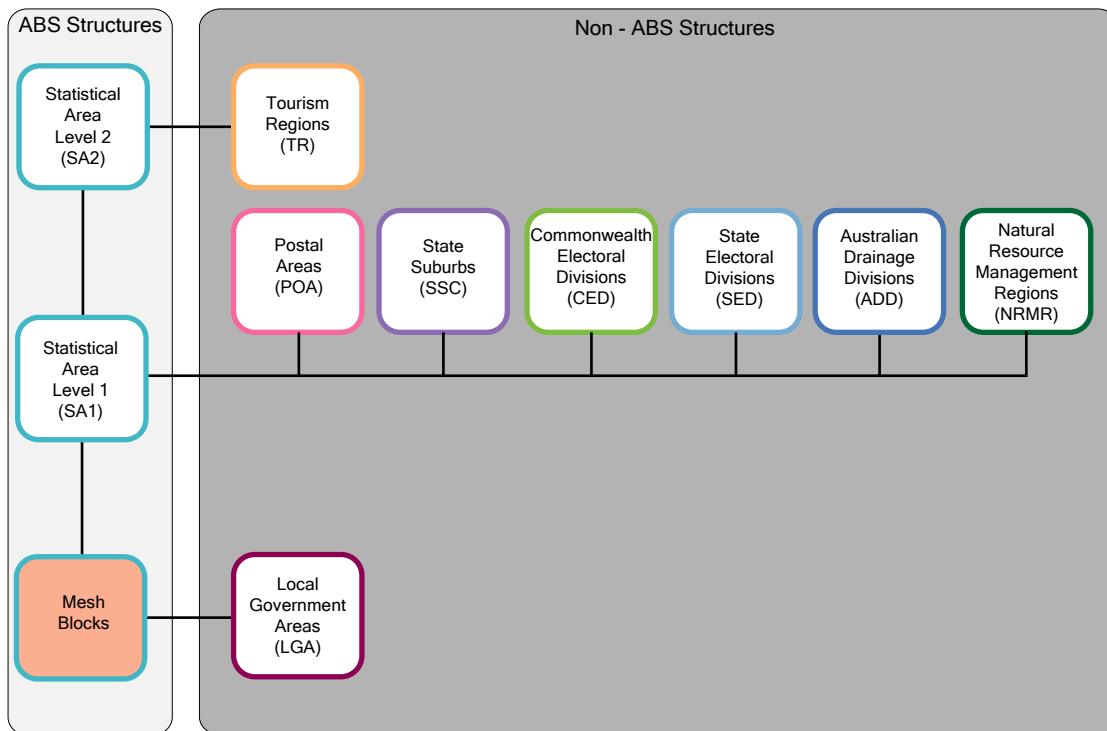 ABS Structures
Non - ABS Structures
Statistical
Area
Level 2
(SA2)
Tourism
Regions
(TR)
Postal
Areas
(POA)
State
Suburbs
(SSC)
Commonwealth
Electoral
Divisions
(CED)
State
Electoral
Divisions
(SED)
Australian
Drainage
Divisions
(ADD)
Natural
Resource
Management
Regions
(NRMR)
Statistical
Area
Level 1
(SA1)
Mesh
Blocks
Local
Government
Areas
(LGA)